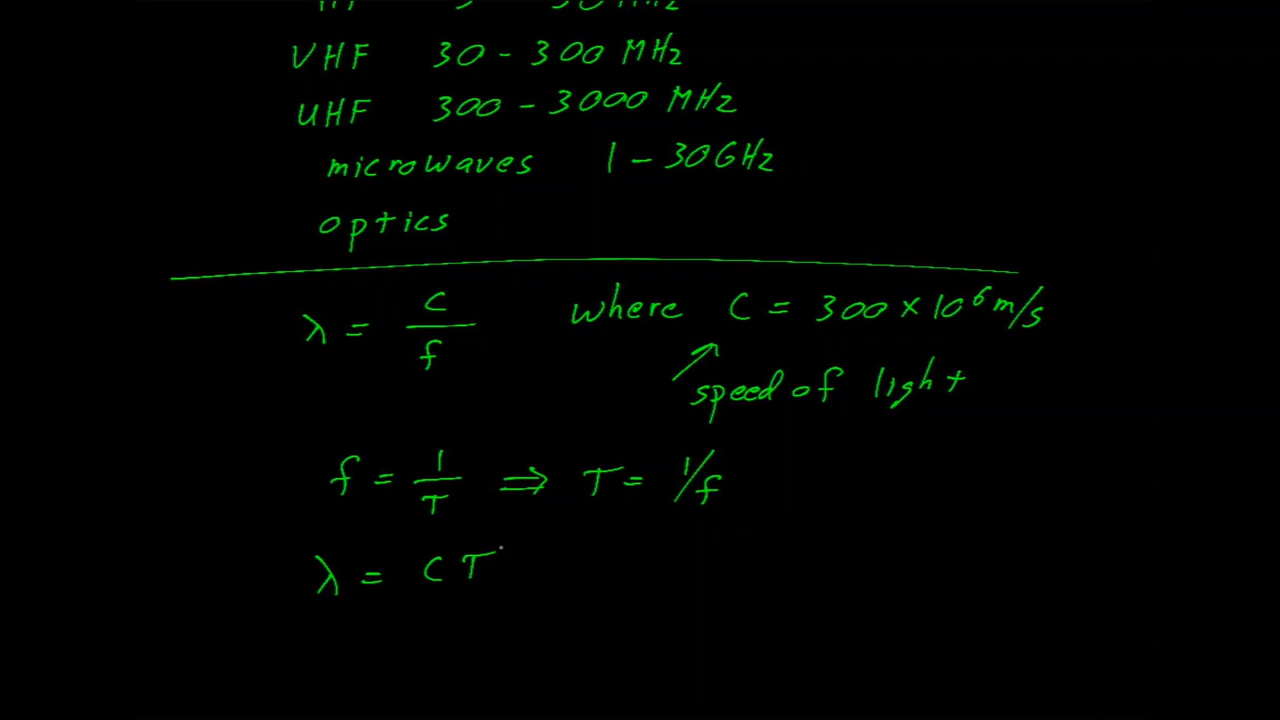 VHF 30 - 300 MHz
UHF 300 - 3000 MHz
microwaves 1 - 30 GHz
optics
λ = c/f where C = 300 × 10⁶ m/s
speed of light
f = 1/T ⇒ T = 1/f
λ = CT